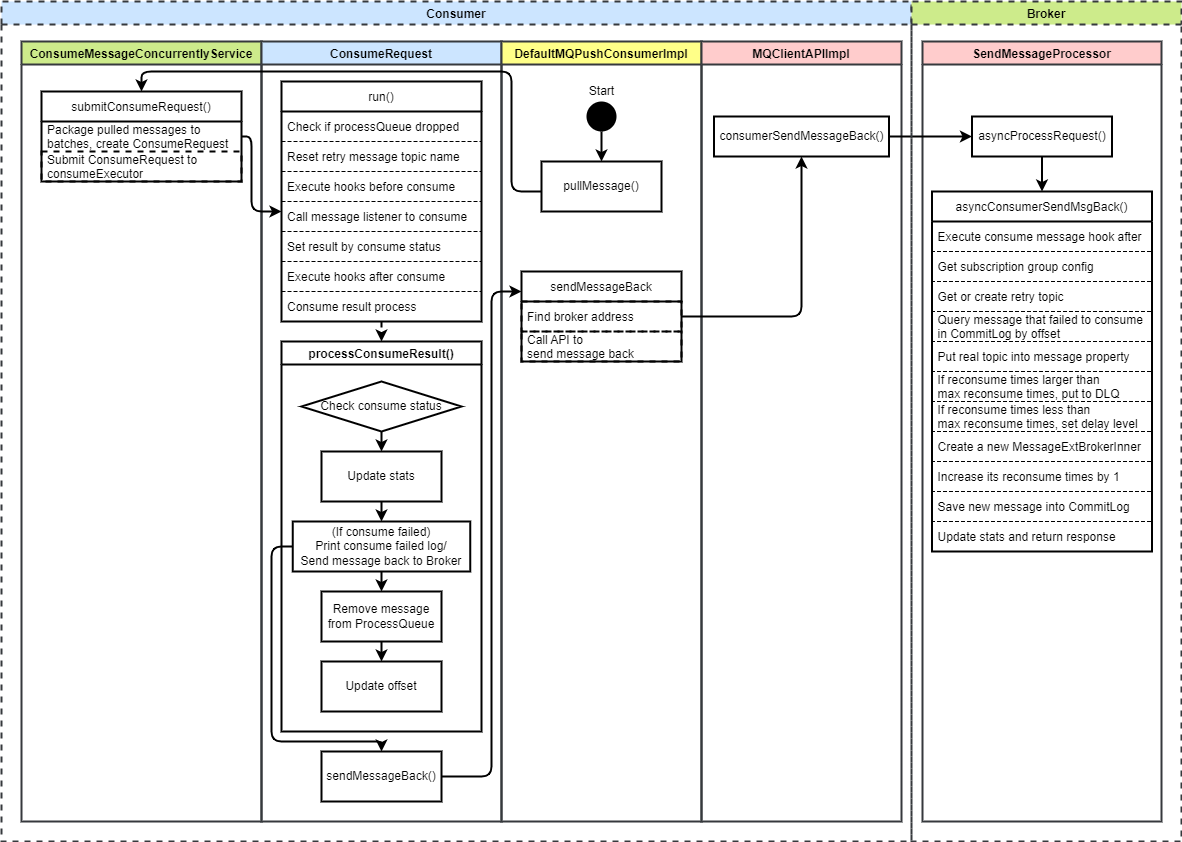 Consumer
Broker
ConsumeMessageConcurrentlyService
ConsumeRequest
DefaultMQPushConsumerImpl
MQClientAPIImpl
SendMessageProcessor
submitConsumeRequest()
Package pulled messages to
batches, create ConsumeRequest
Submit ConsumeRequest to
consumeExecutor
run()
Check if processQueue dropped
Reset retry message topic name
Execute hooks before consume
Call message listener to consume
Set result by consume status
Execute hooks after consume
Consume result process
processConsumeResult()
Check consume status
Update stats
(If consume failed)
Print consume failed log/
Send message back to Broker
Remove message
from ProcessQueue
Update offset
sendMessageBack()
Start
pullMessage()
sendMessageBack
Find broker address
Call API to
send message back
consumerSendMessageBack()
asyncProcessRequest()
asyncConsumerSendMsgBack()
Execute consume message hook after
Get subscription group config
Get or create retry topic
Query message that failed to consume
in CommitLog by offset
Put real topic into message property
If reconsume times larger than
max reconsume times, put to DLQ
If reconsume times less than
max reconsume times, set delay level
Create a new MessageExtBrokerInner
Increase its reconsume times by 1
Save new message into CommitLog
Update stats and return response